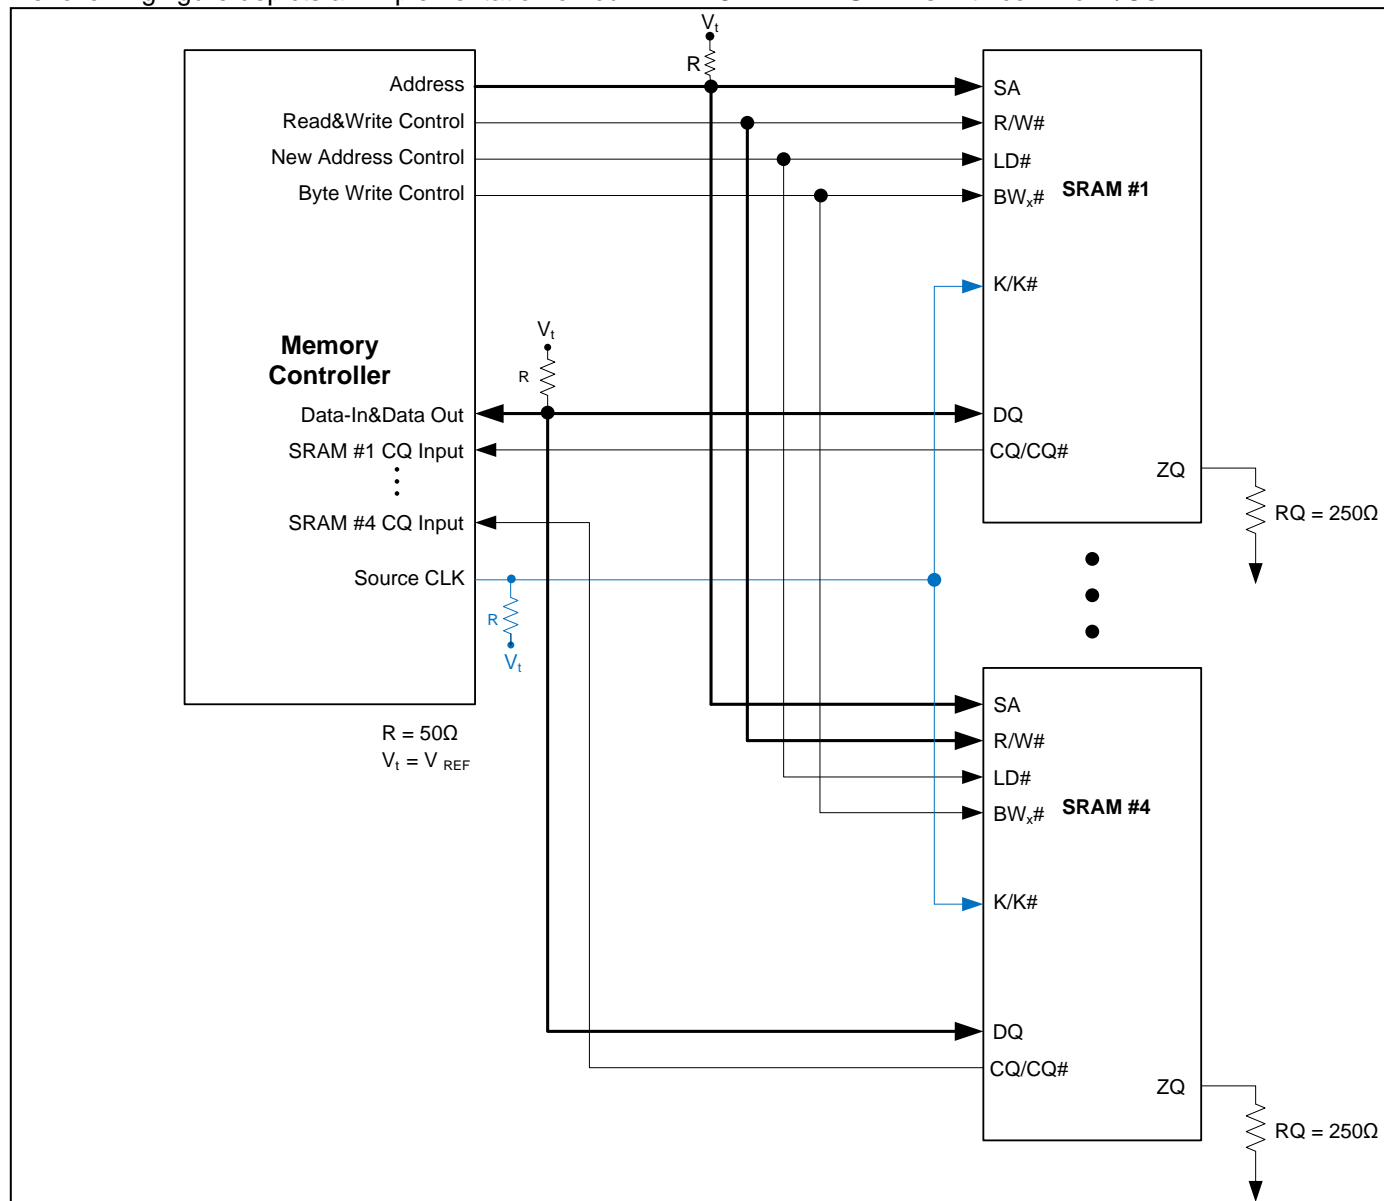 Vt
R
Address
Read&Write Control
New Address Control
Byte Write Control
SA
R/W#
LD#
BWx#
SRAM #1
K/K#
Vt
R
Memory
Controller
Data-In&Data Out
DQ
SRAM #1 CQ Input
CQ/CQ#
ZQ
RQ = 250Ω
SRAM #4 CQ Input
Source CLK
R
Vt
R = 50Ω
Vt = V REF
SA
R/W#
LD#
BWx#
SRAM #4
K/K#
DQ
CQ/CQ#
ZQ
RQ = 250Ω